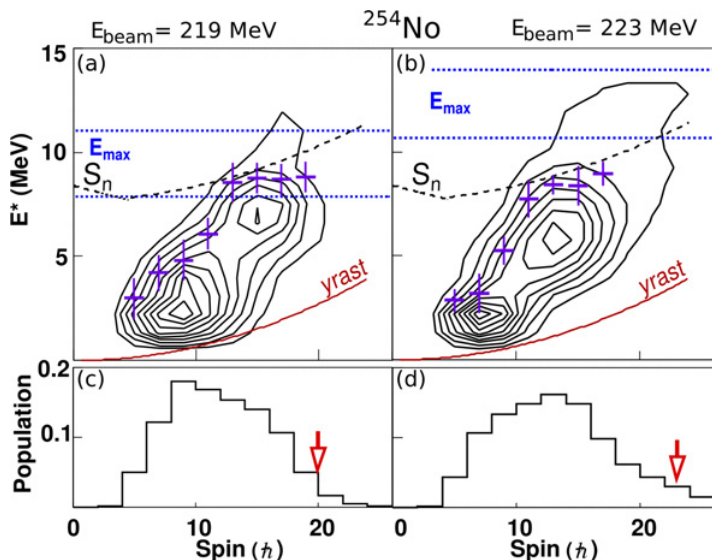 E_beam = 219 MeV ²⁵⁴No E_beam = 223 MeV
15
(a) (b)
E_max
E_max
10
S_n S_n
E* (MeV)
5
yrast yrast
0
0.2
(c) (d)
Population
0.1
0 10 20 10 20
Spin (ℏ) Spin (ℏ)